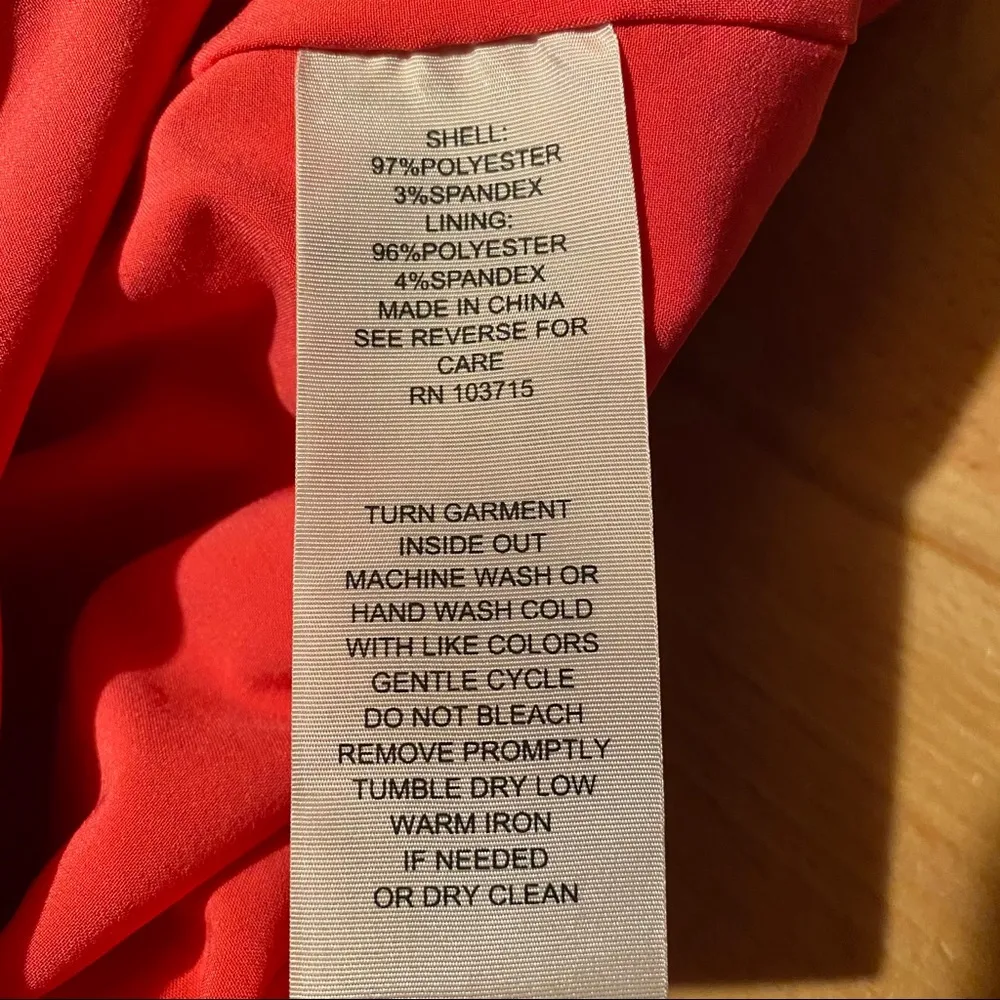 SHELL:
97%POLYESTER
3%SPANDEX
LINING:
96%POLYESTER
4%SPANDEX
MADE IN CHINA
SEE REVERSE FOR
CARE
RN 103715
TURN GARMENT
INSIDE OUT
MACHINE WASH OR
HAND WASH COLD
WITH LIKE COLORS
GENTLE CYCLE
DO NOT BLEACH
REMOVE PROMPTLY
TUMBLE DRY LOW
WARM IRON
IF NEEDED
OR DRY CLEAN